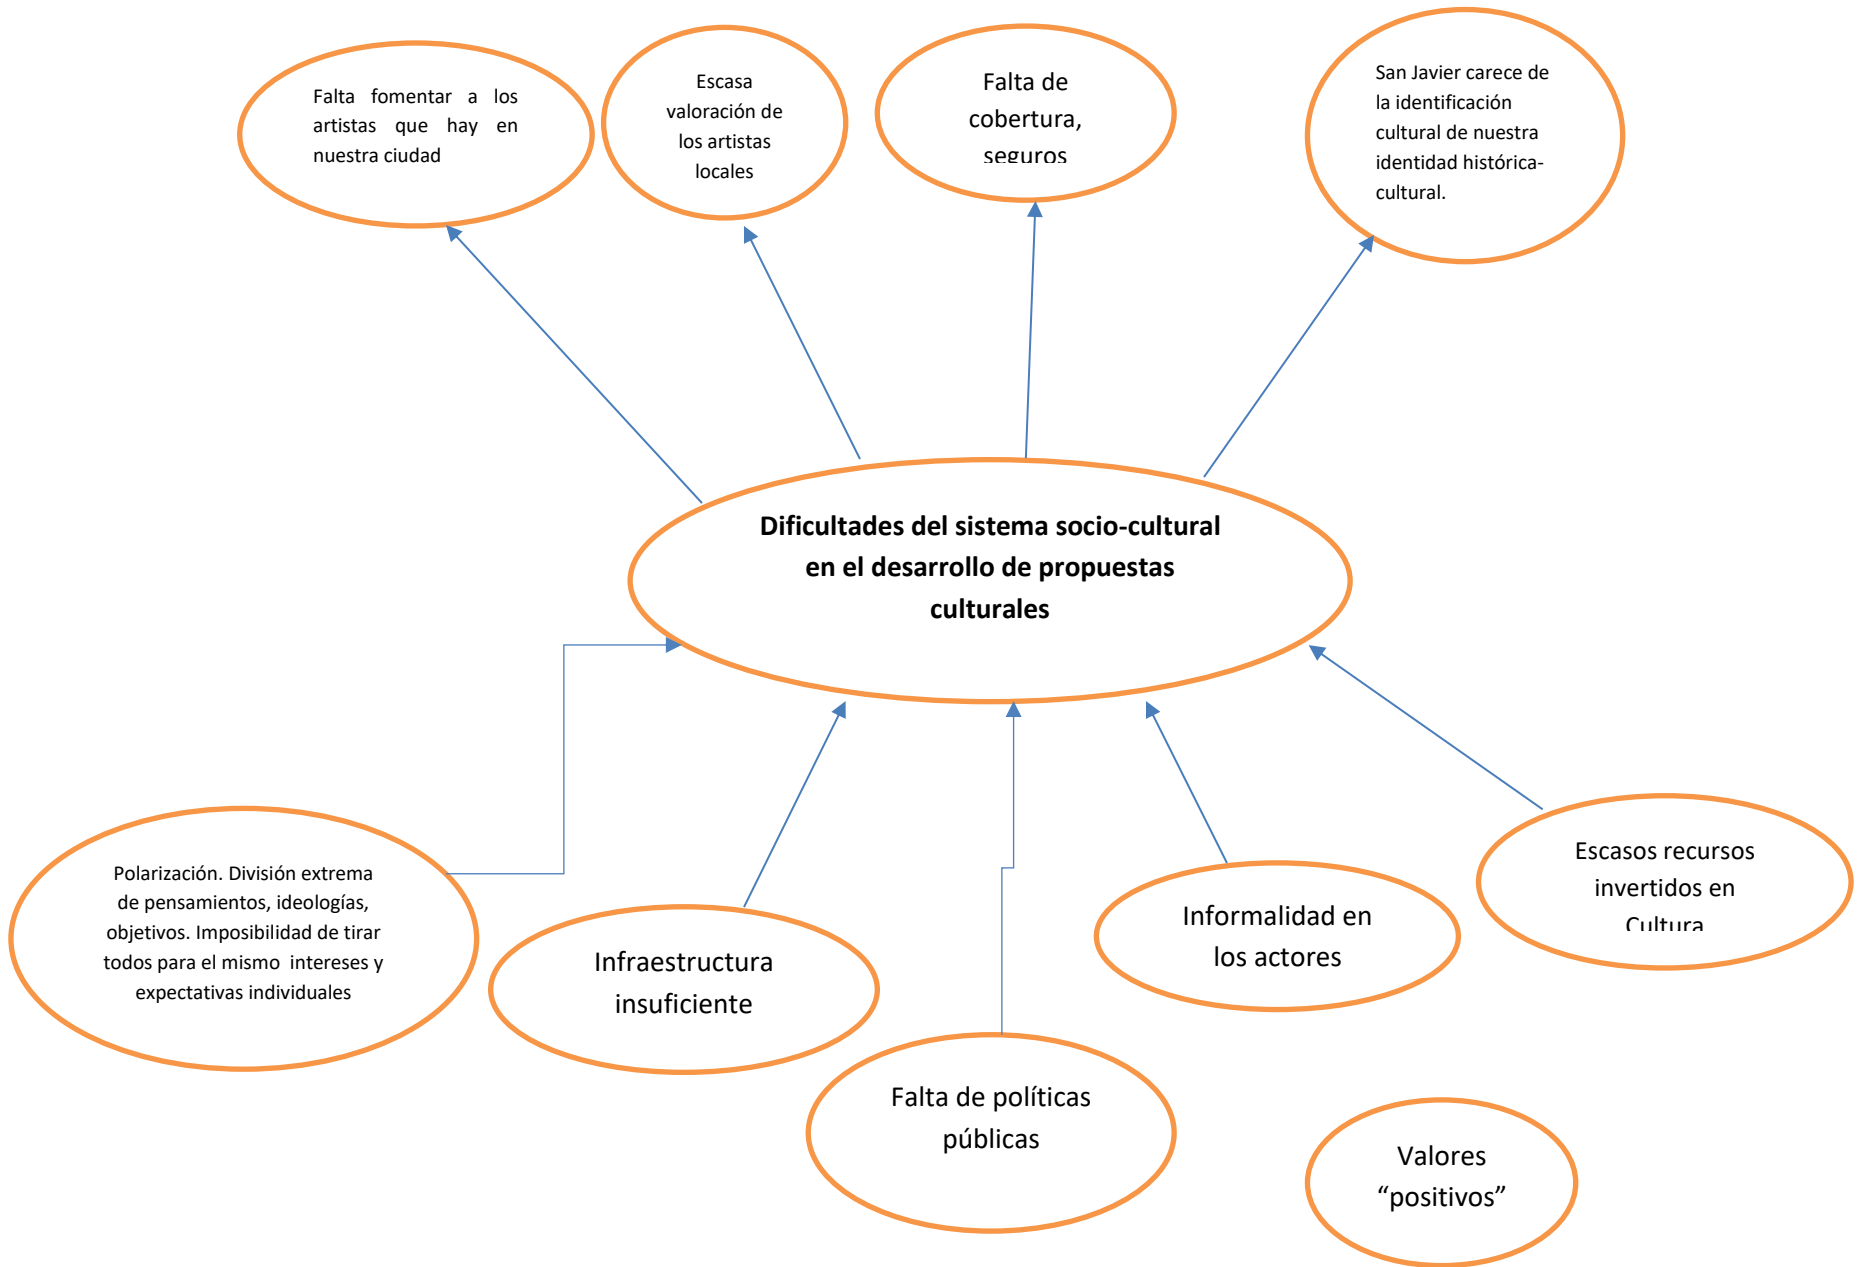 Falta fomentar a los
artistas que hay en
nuestra ciudad
Escasa
valoración de
los artistas
locales
Falta de
cobertura,
seguros
San Javier carece de
la identificación
cultural de nuestra
identidad histórica-
cultural.
Dificultades del sistema socio-cultural
en el desarrollo de propuestas
culturales
Polarización. División extrema
de pensamientos, ideologías,
objetivos. Imposibilidad de tirar
todos para el mismo intereses y
expectativas individuales
Infraestructura
insuficiente
Falta de políticas
públicas
Informalidad en
los actores
Escasos recursos
invertidos en
Cultura
Valores
“positivos”